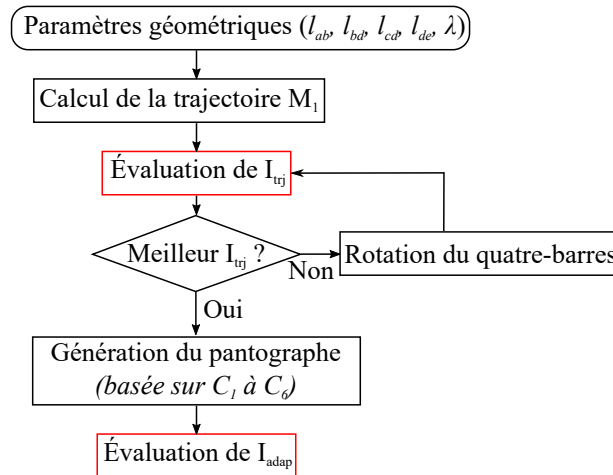 Paramètres géométriques (l_ab, l_bd, l_cd, l_de, λ)
Calcul de la trajectoire M₁
Évaluation de I_trj
Meilleur I_trj ?
Non
Rotation du quatre-barres
Oui
Génération du pantographe
(basée sur C₁ à C₆)
Évaluation de I_adap